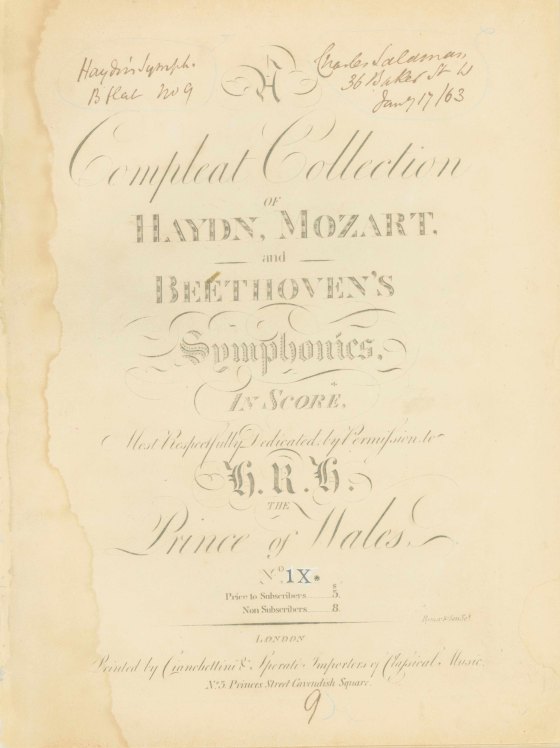 Haydn's Symph.
B flat No 9
Charles Salaman
36 Baker St W
Jany 17/63
A
Compleat Collection
OF
HAYDN, MOZART,
and
BEETHOVEN'S
Symphonies,
IN SCORE,
Most Respectfully Dedicated, by Permission, to
H.R.H.
THE
Prince of Wales.
No. IX.
s
Price to Subscribers 5.
Non Subscribers 8.
LONDON
Printed by Cianchettini & Sperati Importers of Classical Music.
No. 5. Princes Street Cavendish Square.
9